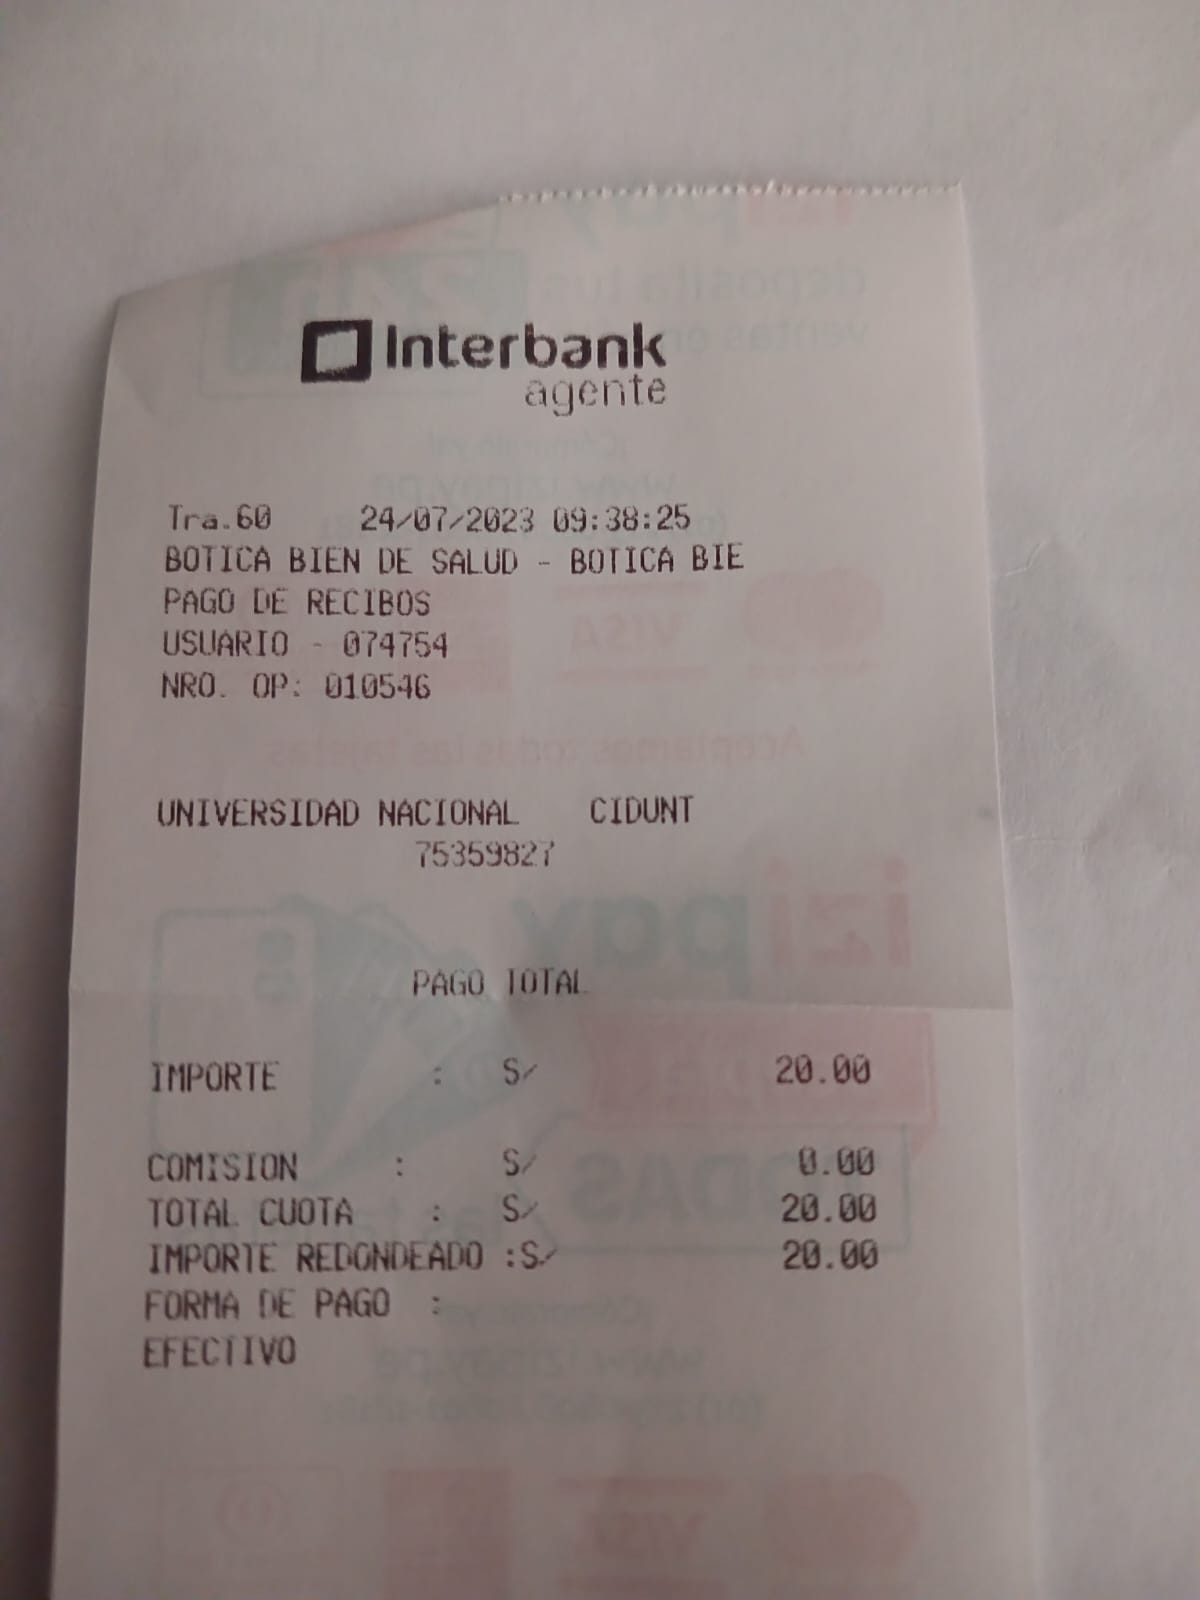 Interbank
agente
Tra.60 24/07/2023 09:38:25
BOTICA BIEN DE SALUD - BOTICA BIE
PAGO DE RECIBOS
USUARIO - 074754
NRO. OP: 010546
UNIVERSIDAD NACIONAL CIDUNT
75359827
PAGO TOTAL
IMPORTE : S/ 20.00
COMISION : S/ 0.00
TOTAL CUOTA : S/ 20.00
IMPORTE REDONDEADO :S/ 20.00
FORMA DE PAGO :
EFECTIVO